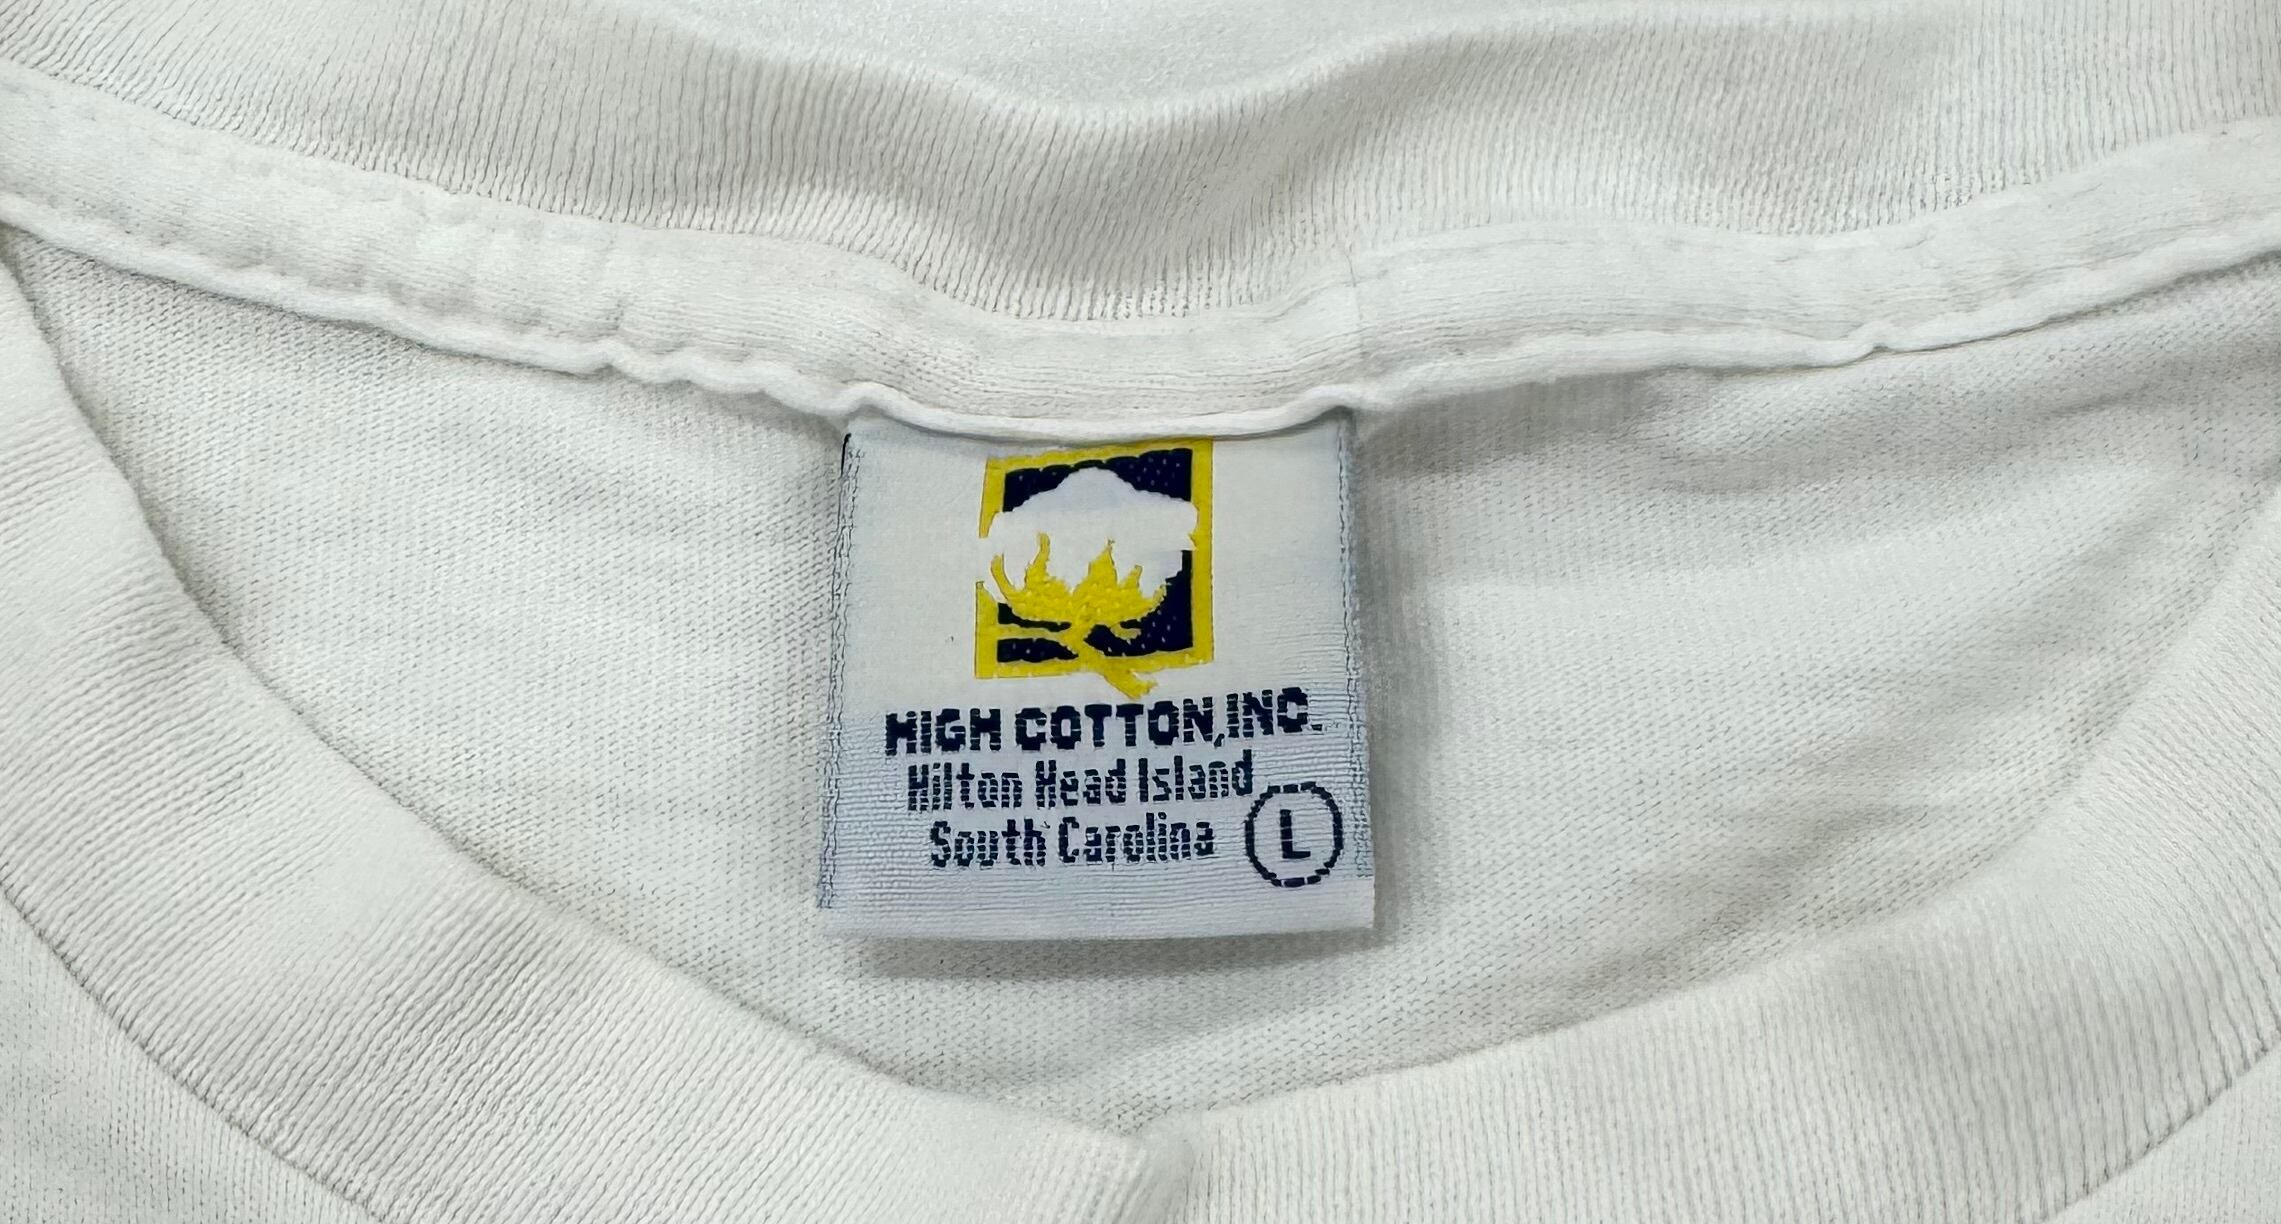 HIGH COTTON, INC.
Hilton Head Island
South Carolina
L